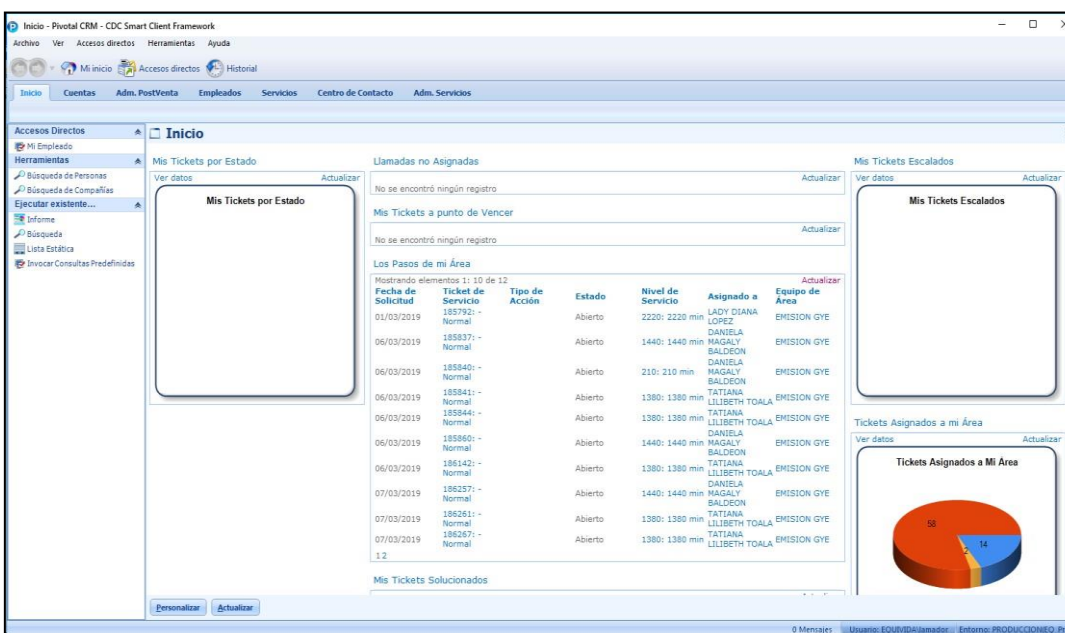 Inicio - Pivotal CRM - CDC Smart Client Framework
Archivo Ver Accesos directos Herramientas Ayuda
Mi inicio Accesos directos Historial
Inicio Cuentas Adm. PostVenta Empleados Servicios Centro de Contacto Adm. Servicios
Accesos Directos
Mi Empleado
Herramientas
Búsqueda de Personas
Búsqueda de Compañías
Ejecutar existente...
Informe
Búsqueda
Lista Estática
Invocar Consultas Predefinidas
Inicio
Mis Tickets por Estado
Ver datos Actualizar
Mis Tickets por Estado
Llamadas no Asignadas
Actualizar
No se encontró ningún registro
Mis Tickets a punto de Vencer
Actualizar
No se encontró ningún registro
Los Pasos de mi Área
Mostrando elementos 1: 10 de 12 Actualizar
Fecha de Solicitud Ticket de Servicio Tipo de Acción Estado Nivel de Servicio Asignado a Equipo de Área
01/03/2019 185792: - Normal Abierto 2220: 2220 min LADY DIANA LOPEZ EMISION GYE
06/03/2019 185837: - Normal Abierto 1440: 1440 min DANIELA MAGALY BALDEON EMISION GYE
06/03/2019 185840: - Normal Abierto 210: 210 min DANIELA MAGALY BALDEON EMISION GYE
06/03/2019 185841: - Normal Abierto 1380: 1380 min TATIANA LILIBETH TOALA EMISION GYE
06/03/2019 185844: - Normal Abierto 1380: 1380 min TATIANA LILIBETH TOALA EMISION GYE
06/03/2019 185860: - Normal Abierto 1440: 1440 min DANIELA MAGALY BALDEON EMISION GYE
06/03/2019 186142: - Normal Abierto 1380: 1380 min TATIANA LILIBETH TOALA EMISION GYE
07/03/2019 186257: - Normal Abierto 1440: 1440 min DANIELA MAGALY BALDEON EMISION GYE
07/03/2019 186261: - Normal Abierto 1380: 1380 min TATIANA LILIBETH TOALA EMISION GYE
07/03/2019 186267: - Normal Abierto 1380: 1380 min TATIANA LILIBETH TOALA EMISION GYE
1 2
Mis Tickets Solucionados
Mis Tickets Escalados
Ver datos Actualizar
Mis Tickets Escalados
Tickets Asignados a mi Área
Ver datos Actualizar
Tickets Asignados a Mi Área
58
14
2
Personalizar Actualizar
0 Mensajes Usuario: EQUIVIDA\lamador Entorno: PRODUCCIONEQ_Pr